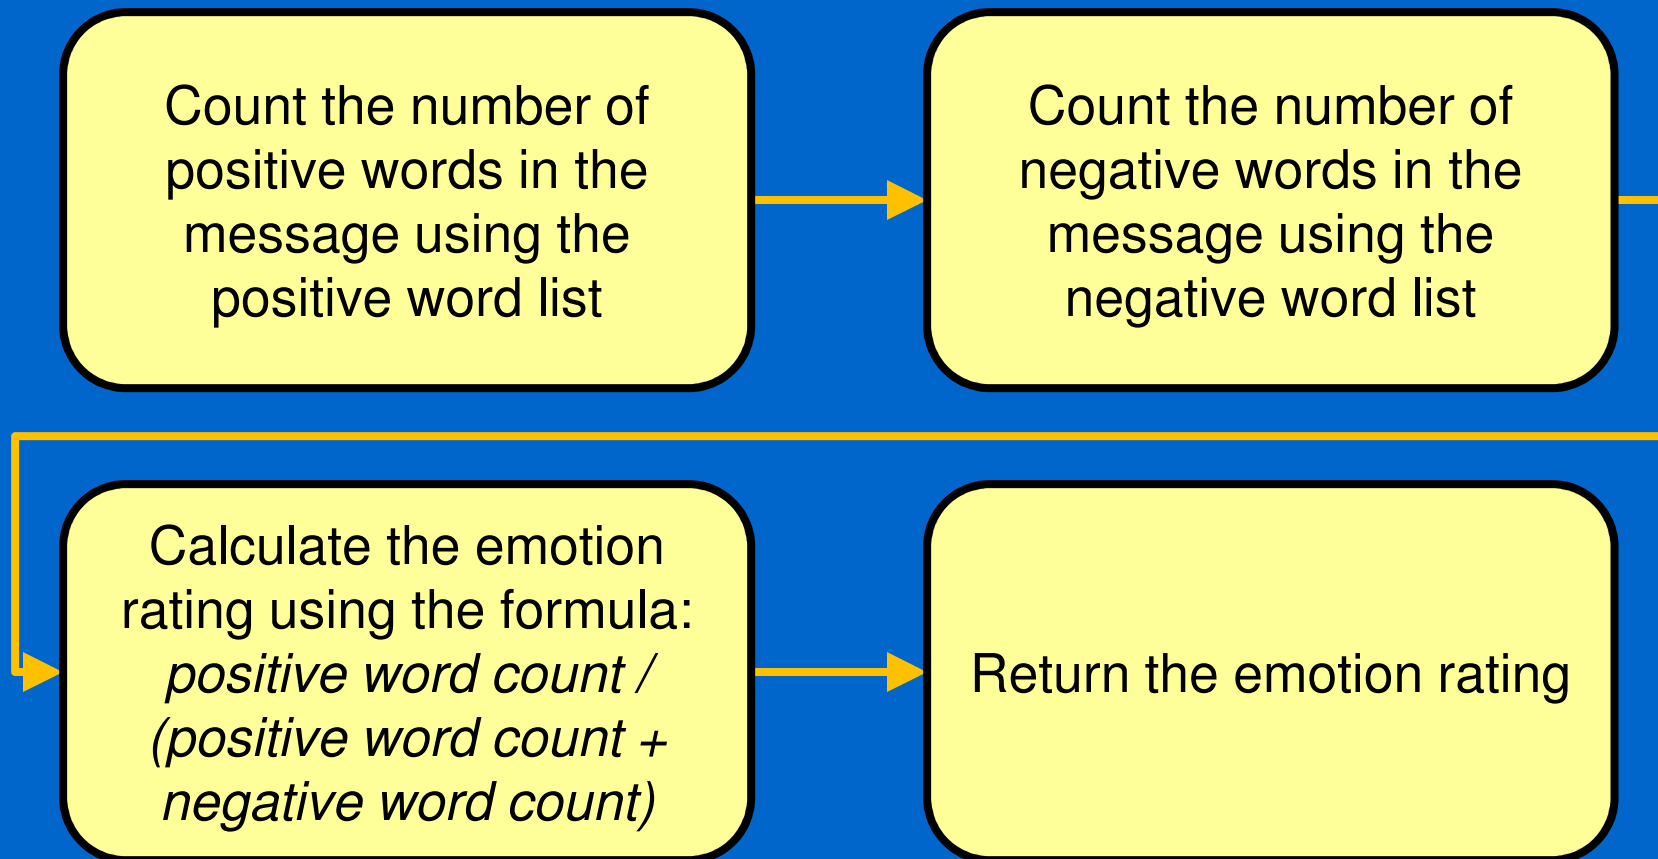 Count the number of
positive words in the
message using the
positive word list
Count the number of
negative words in the
message using the
negative word list
Calculate the emotion
rating using the formula:
positive word count /
(positive word count +
negative word count)
Return the emotion rating